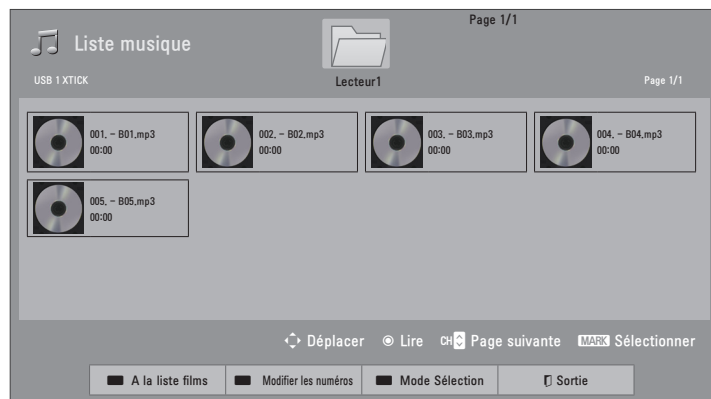 Page 1/1
Liste musique
USB 1 XTICK
Lecteur1
Page 1/1
001. - B01.mp3
00:00
002. - B02.mp3
00:00
003. - B03.mp3
00:00
004. - B04.mp3
00:00
005. - B05.mp3
00:00
Déplacer Lire CH Page suivante MARK Sélectionner
A la liste films Modifier les numéros Mode Sélection Sortie